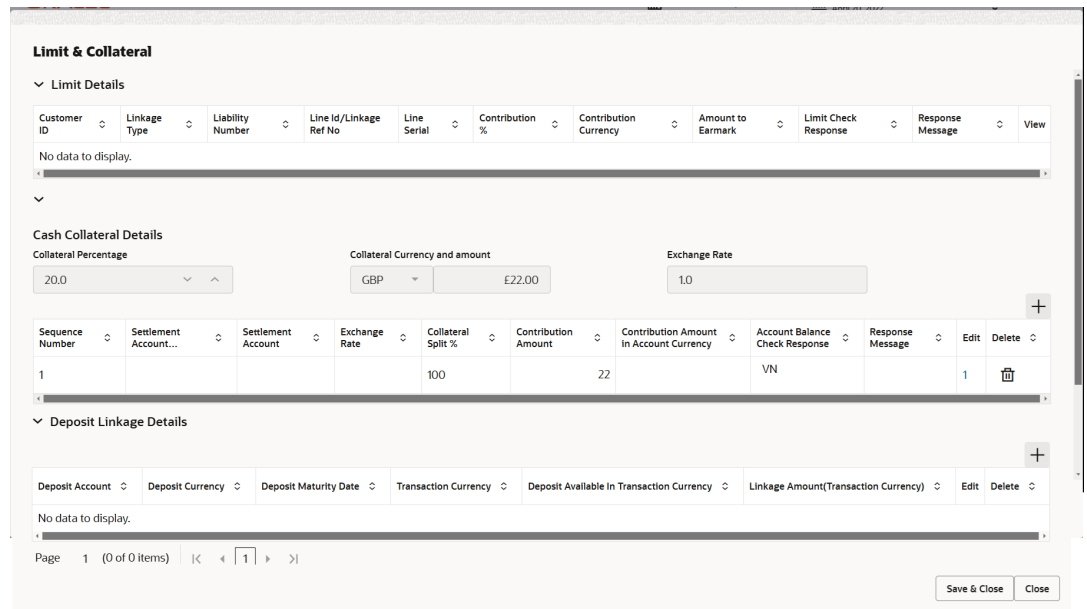 April 20, 2022
Limit & Collateral
Limit Details
Customer ID Linkage Type Liability Number Line Id/Linkage Ref No Line Serial Contribution % Contribution Currency Amount to Earmark Limit Check Response Response Message View
No data to display.
Cash Collateral Details
Collateral Percentage Collateral Currency and amount Exchange Rate
20.0 GBP £22.00 1.0
Sequence Number Settlement Account... Settlement Account Exchange Rate Collateral Split % Contribution Amount Contribution Amount in Account Currency Account Balance Check Response Response Message Edit Delete
1 100 22 VN 1
Deposit Linkage Details
Deposit Account Deposit Currency Deposit Maturity Date Transaction Currency Deposit Available In Transaction Currency Linkage Amount(Transaction Currency) Edit Delete
No data to display.
Page 1 (0 of 0 items) 1
Save & Close Close